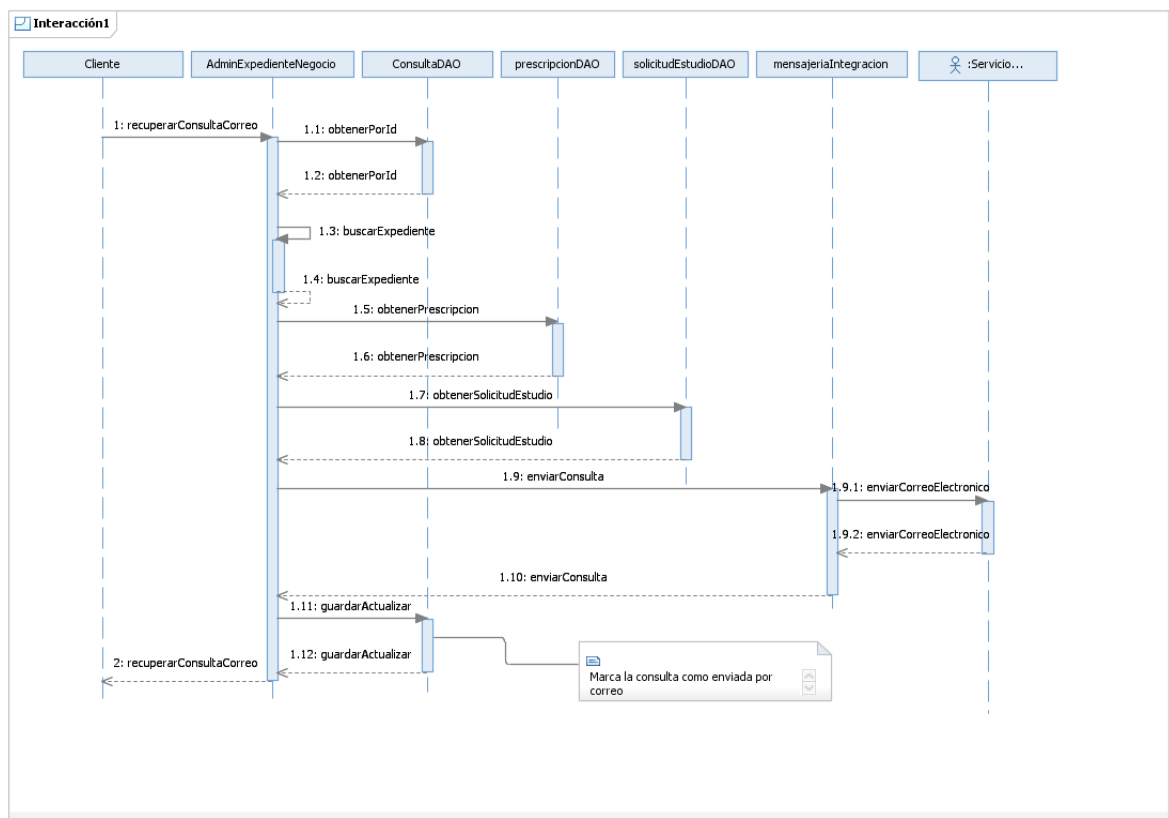 Interacción1
Cliente
AdminExpedienteNegocio
ConsultaDAO
prescripcionDAO
solicitudEstudioDAO
mensajeriaIntegracion
:Servicio...
1: recuperarConsultaCorreo
1.1: obtenerPorId
1.2: obtenerPorId
1.3: buscarExpediente
1.4: buscarExpediente
1.5: obtenerPrescripcion
1.6: obtenerPrescripcion
1.7: obtenerSolicitudEstudio
1.8: obtenerSolicitudEstudio
1.9: enviarConsulta
1.9.1: enviarCorreoElectronico
1.9.2: enviarCorreoElectronico
1.10: enviarConsulta
1.11: guardarActualizar
1.12: guardarActualizar
2: recuperarConsultaCorreo
Marca la consulta como enviada por
correo